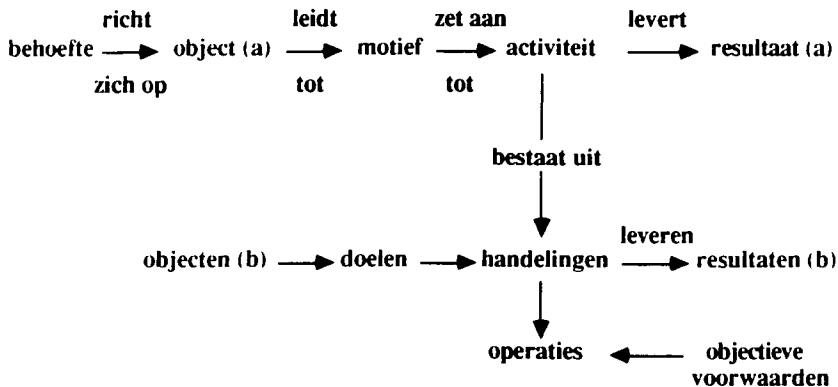 richt leidt zet aan levert
behoefte object (a) motief activiteit resultaat (a)
zich op tot tot
bestaat uit
leveren
objecten (b) doelen handelingen resultaten (b)
operaties objectieve
voorwaarden